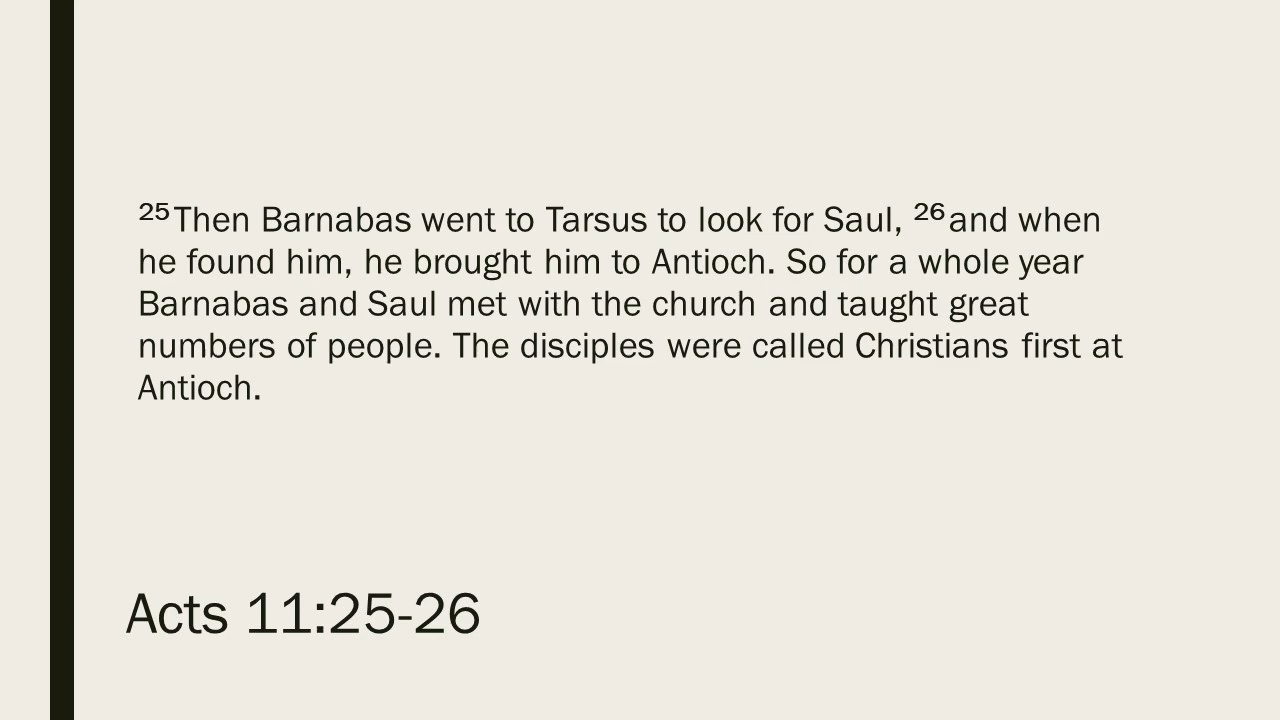 ²⁵Then Barnabas went to Tarsus to look for Saul, ²⁶and when
he found him, he brought him to Antioch. So for a whole year
Barnabas and Saul met with the church and taught great
numbers of people. The disciples were called Christians first at
Antioch.
Acts 11:25-26